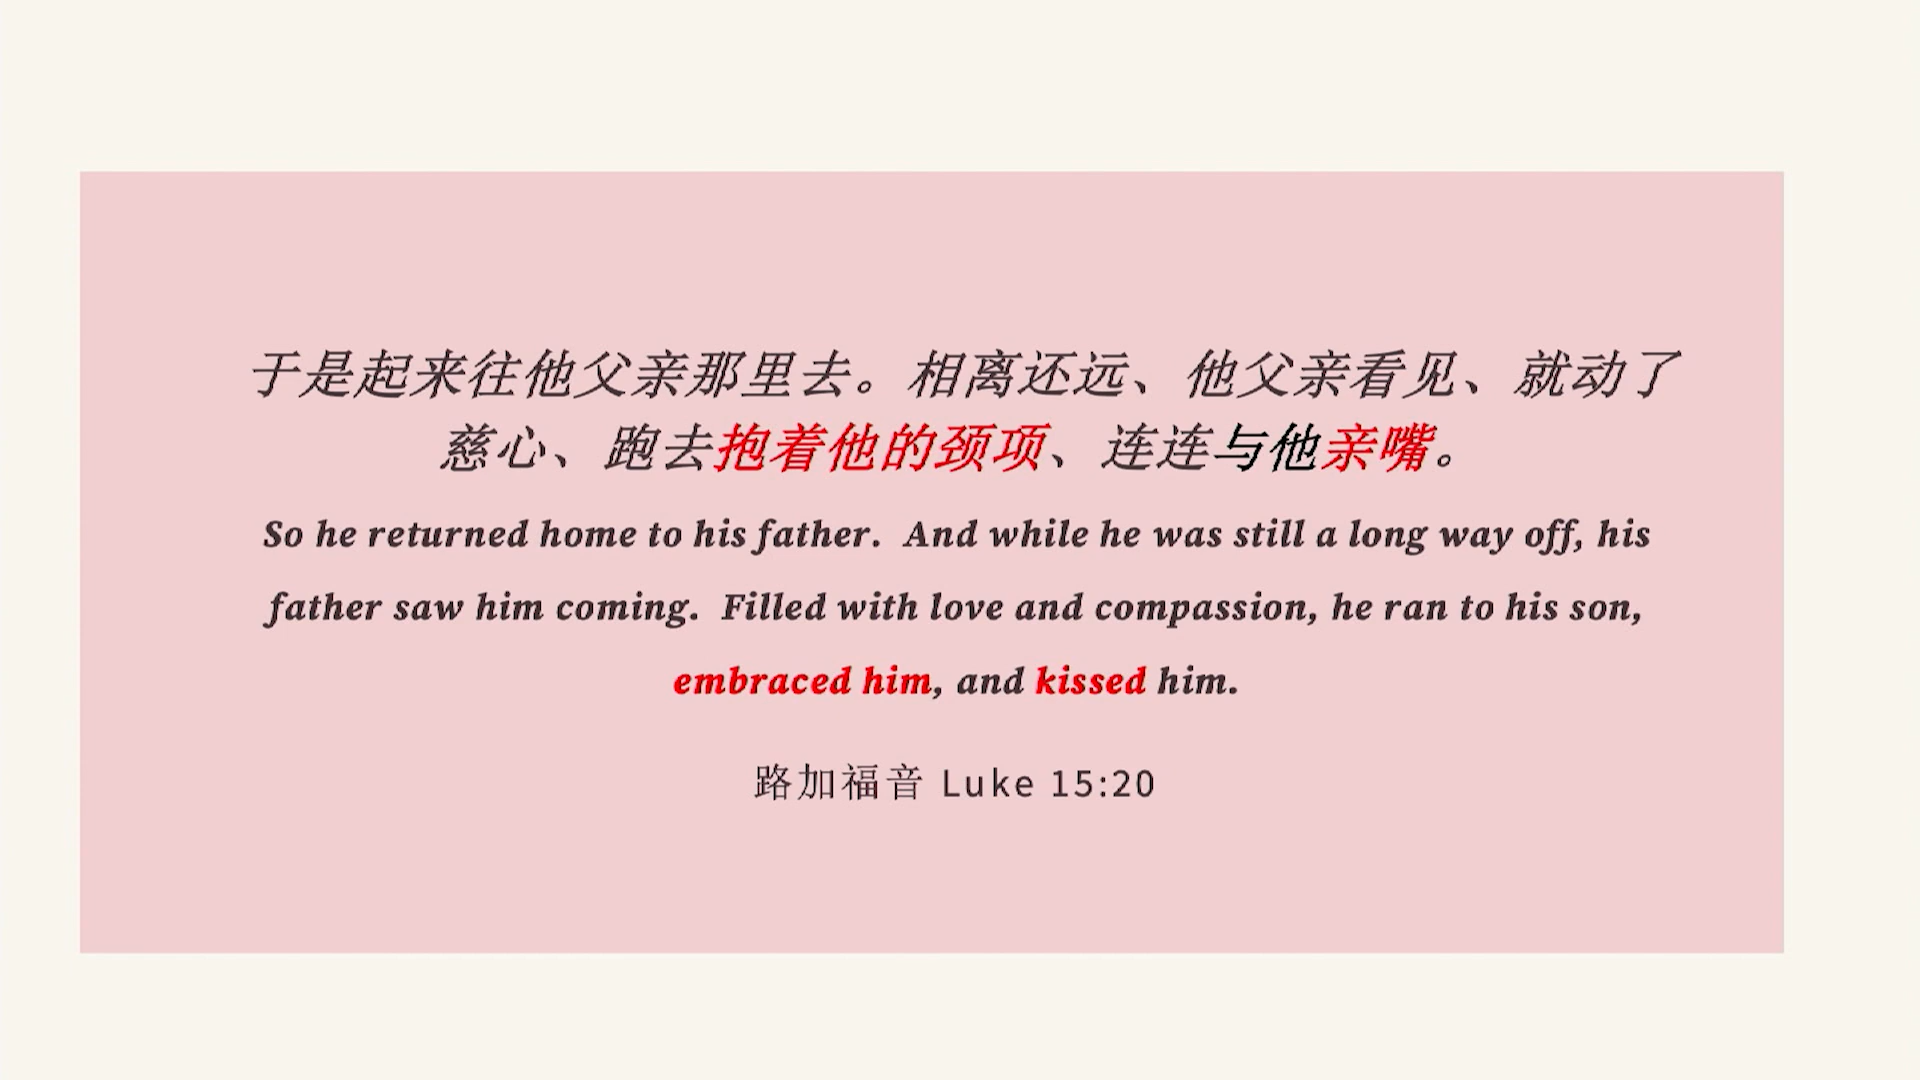 于是起来往他父亲那里去。相离还远、他父亲看见、就动了
慈心、跑去抱着他的颈项、连连与他亲嘴。
So he returned home to his father.  And while he was still a long way off, his
father saw him coming.  Filled with love and compassion, he ran to his son,
embraced him, and kissed him.
路加福音 Luke 15:20